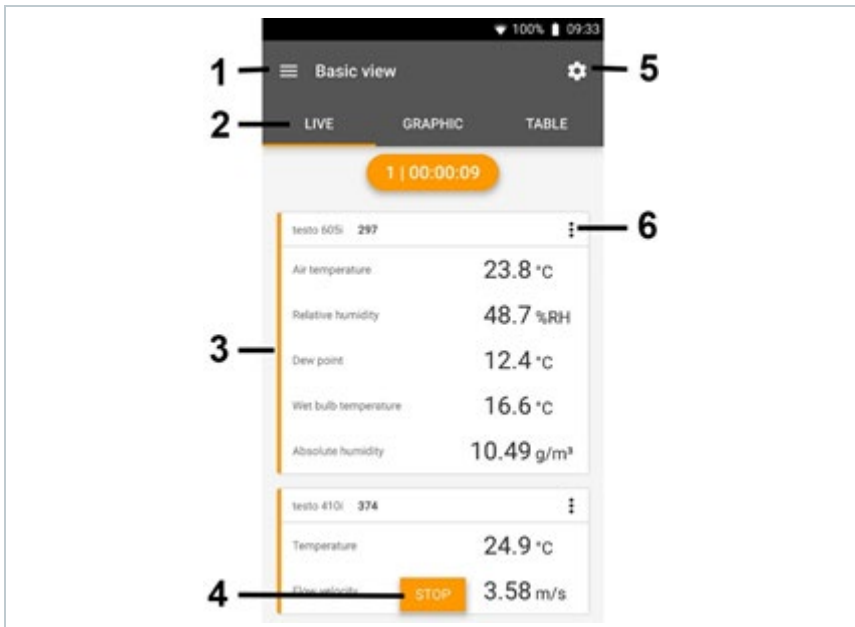 100% 09:33
1 Basic view 5
2 LIVE GRAPHIC TABLE
1 | 00:00:09
testo 605i 297 6
Air temperature 23.8 °C
Relative humidity 48.7 %RH
3
Dew point 12.4 °C
Wet bulb temperature 16.6 °C
Absolute humidity 10.49 g/m³
testo 410i 374
Temperature 24.9 °C
4 Flow velocity STOP 3.58 m/s